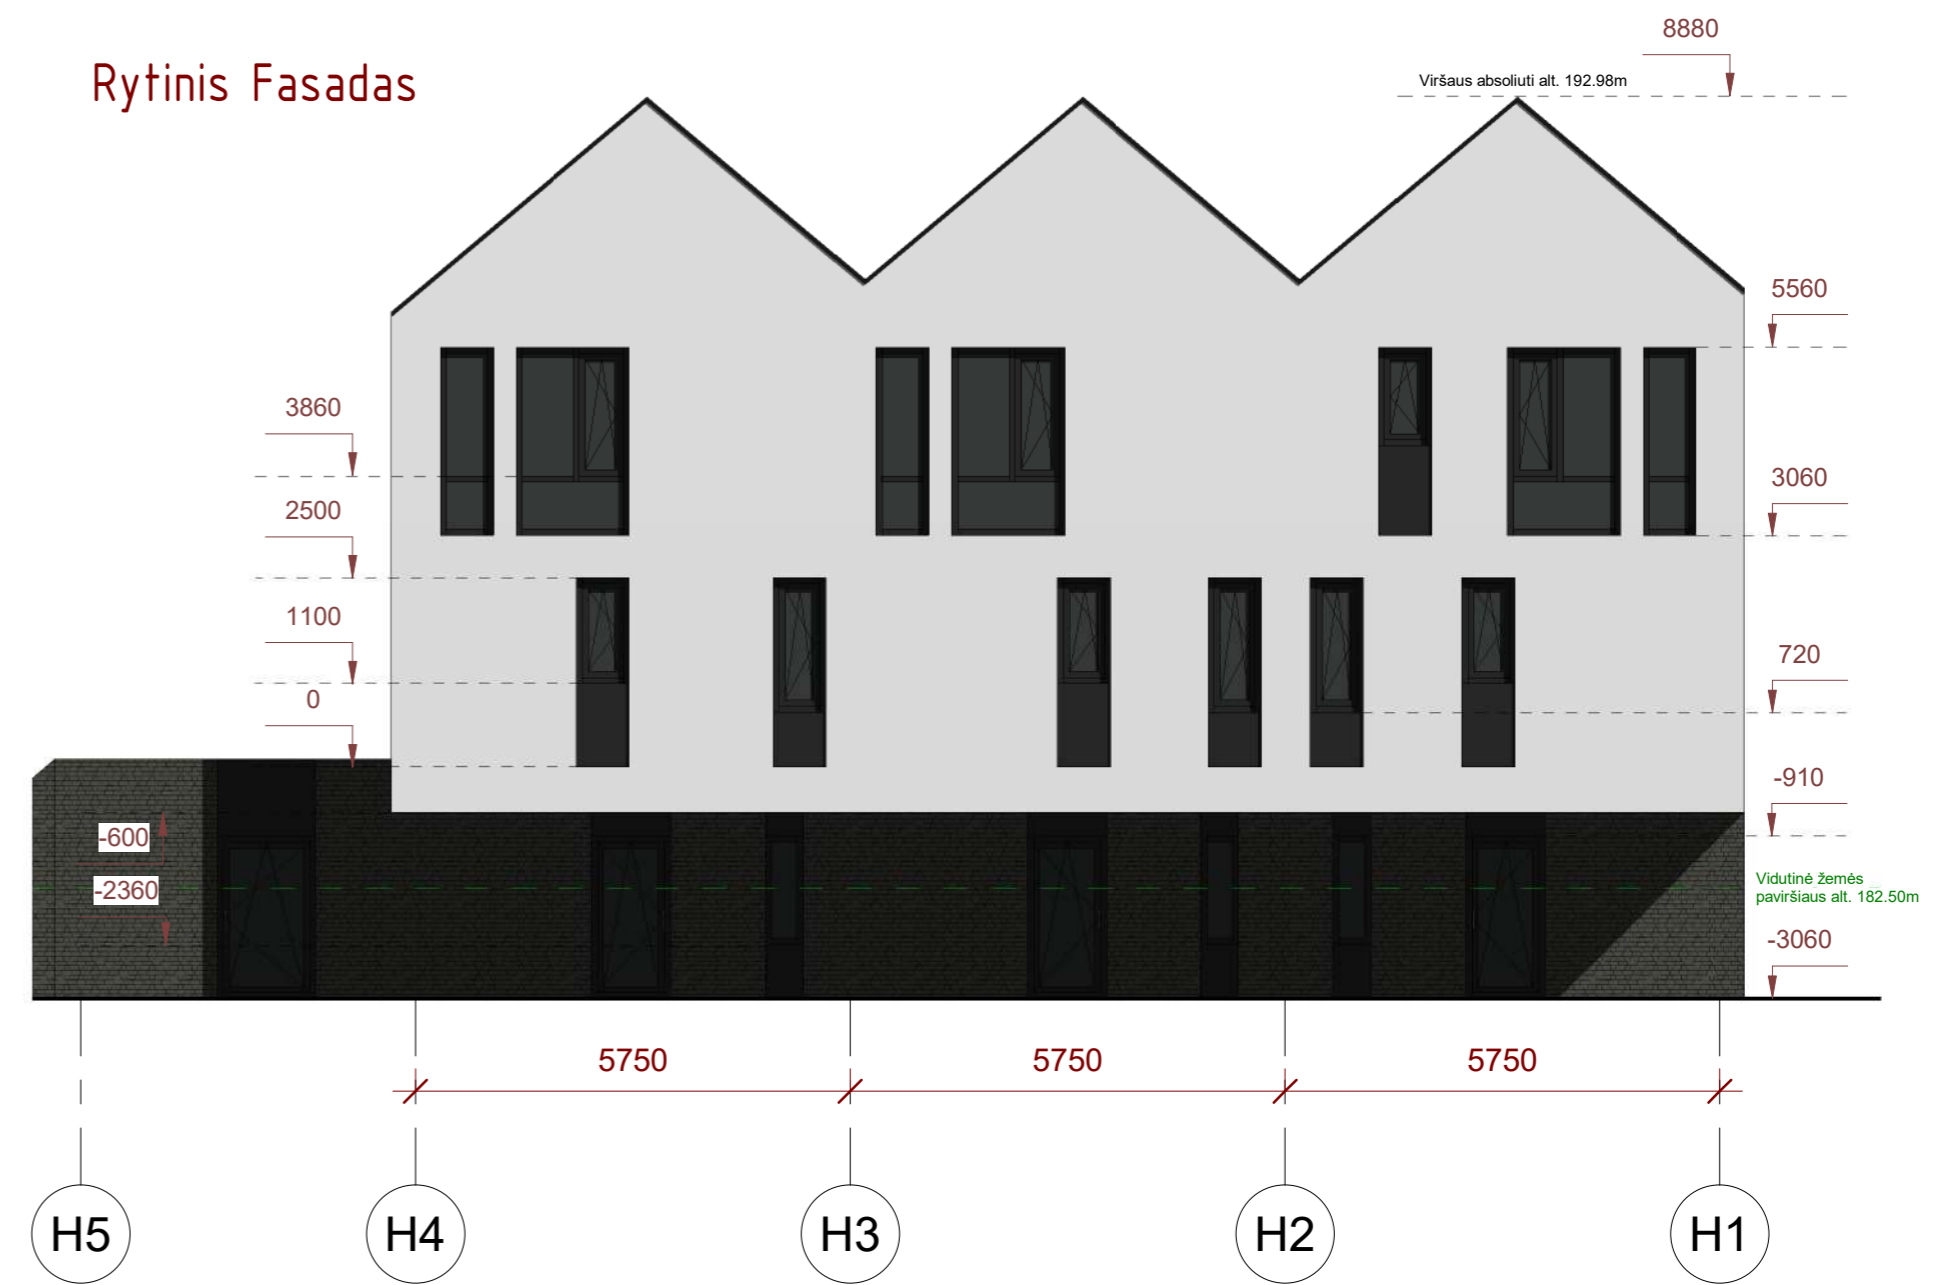 Rytinis Fasadas
8880
Viršaus absoliuti alt. 192.98m
5560
3860
3060
2500
1100
720
0
-910
-600
-2360
Vidutinė žemės
paviršiaus alt. 182.50m
-3060
5750 5750 5750
H5 H4 H3 H2 H1